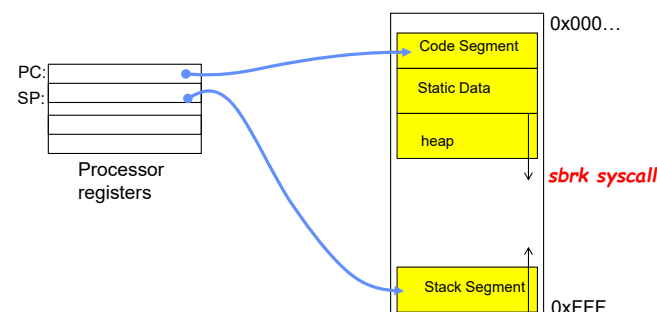 0x000…
Code Segment
PC:
Static Data
SP:
heap
Processor
registers
sbrk syscall
Stack Segment
0xFFF